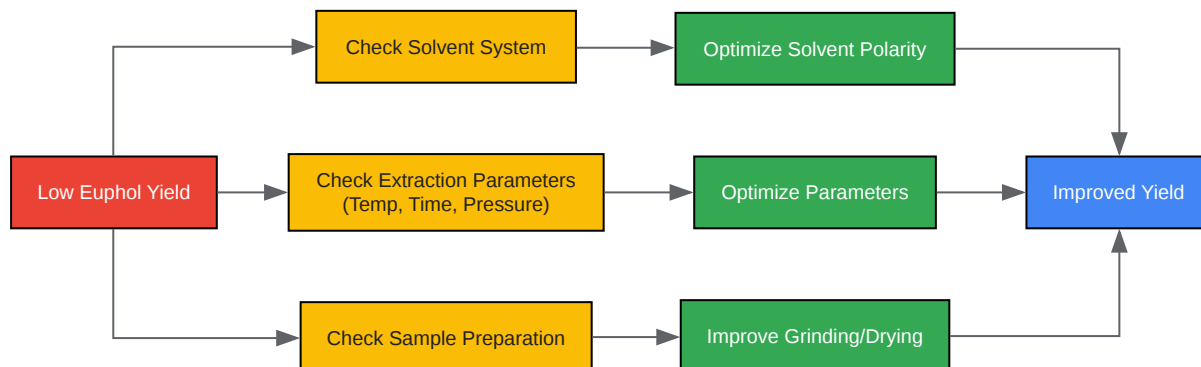 Check Solvent System
Optimize Solvent Polarity
Low Euphol Yield
Check Extraction Parameters
(Temp, Time, Pressure)
Optimize Parameters
Improved Yield
Check Sample Preparation
Improve Grinding/Drying